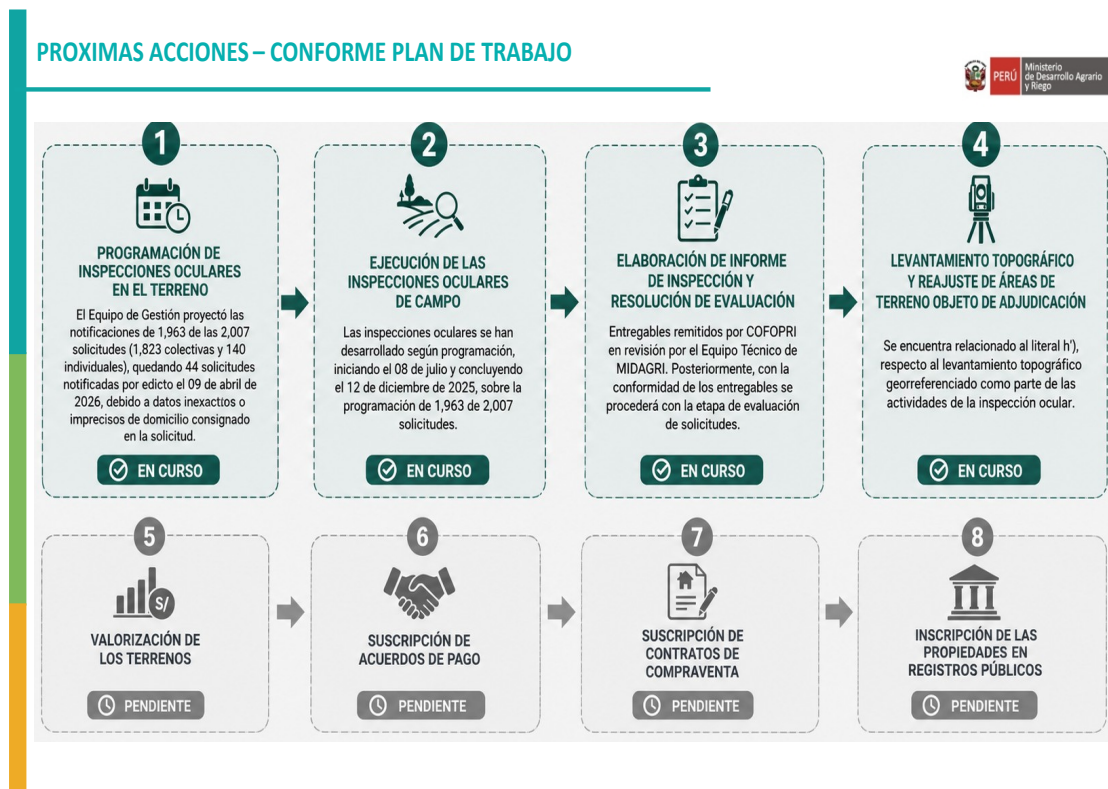 PROXIMAS ACCIONES – CONFORME PLAN DE TRABAJO
PERÚ
Ministerio
de Desarrollo Agrario
y Riego
1
PROGRAMACIÓN DE
INSPECCIONES OCULARES
EN EL TERRENO
El Equipo de Gestión proyectó las
notificaciones de 1,963 de las 2,007
solicitudes (1,823 colectivas y 140
individuales), quedando 44 solicitudes
notificadas por edicto el 09 de abril de
2026, debido a datos inexactos o
imprecisos de domicilio consignado
en la solicitud.
EN CURSO
2
EJECUCIÓN DE LAS
INSPECCIONES OCULARES
DE CAMPO
Las inspecciones oculares se han
desarrollado según programación,
iniciando el 08 de julio y concluyendo
el 12 de diciembre de 2025, sobre la
programación de 1,963 de 2,007
solicitudes.
EN CURSO
3
ELABORACIÓN DE INFORME
DE INSPECCIÓN Y
RESOLUCIÓN DE EVALUACIÓN
Entregables remitidos por COFOPRI
en revisión por el Equipo Técnico de
MIDAGRI. Posteriormente, con la
conformidad de los entregables se
procederá con la etapa de evaluación
de solicitudes.
EN CURSO
4
LEVANTAMIENTO TOPOGRÁFICO
Y REAJUSTE DE ÁREAS DE
TERRENO OBJETO DE ADJUDICACIÓN
Se encuentra relacionado al literal h'),
respecto al levantamiento topográfico
georreferenciado como parte de las
actividades de la inspección ocular.
EN CURSO
5
S/
VALORIZACIÓN DE
LOS TERRENOS
PENDIENTE
6
SUSCRIPCIÓN DE
ACUERDOS DE PAGO
PENDIENTE
7
SUSCRIPCIÓN DE
CONTRATOS DE
COMPRAVENTA
PENDIENTE
8
INSCRIPCIÓN DE LAS
PROPIEDADES EN
REGISTROS PÚBLICOS
PENDIENTE